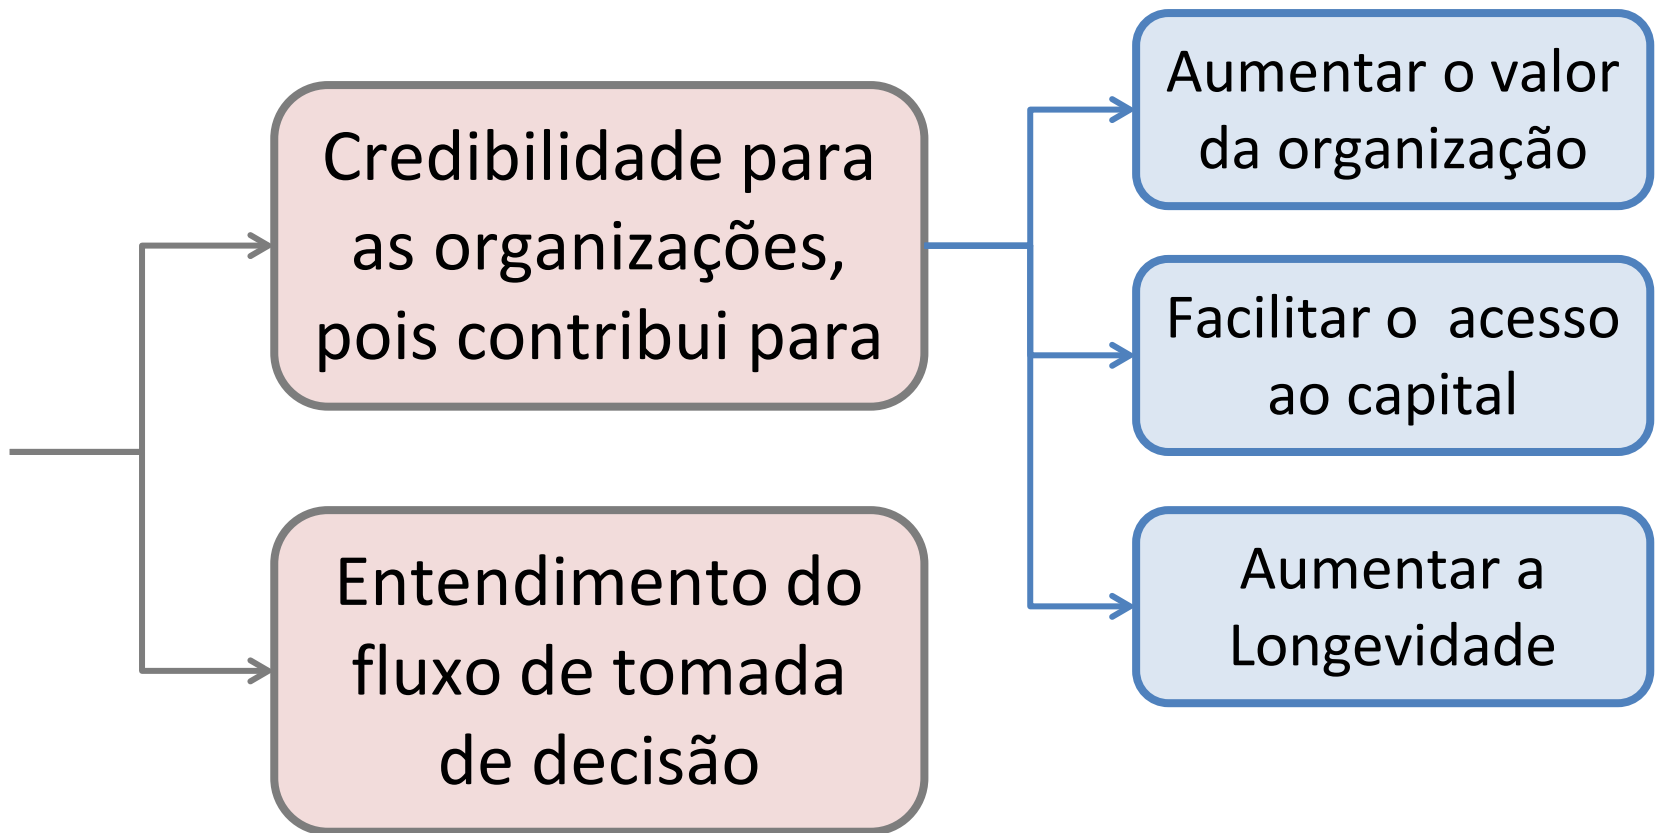 Credibilidade para
as organizações,
pois contribui para
Entendimento do
fluxo de tomada
de decisão
Aumentar o valor
da organização
Facilitar o  acesso
ao capital
Aumentar a
Longevidade